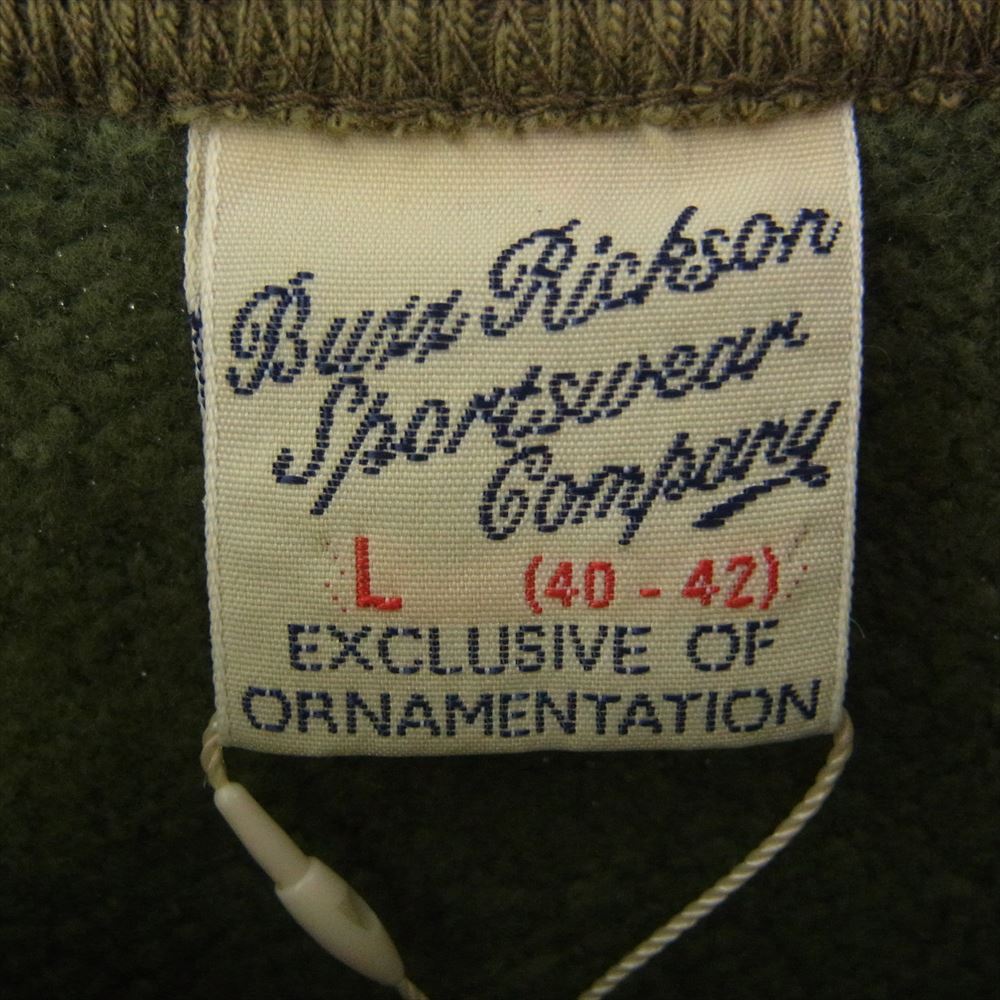 Buzz Rickson
Sportswear
Company
L (40 - 42)
EXCLUSIVE OF
ORNAMENTATION